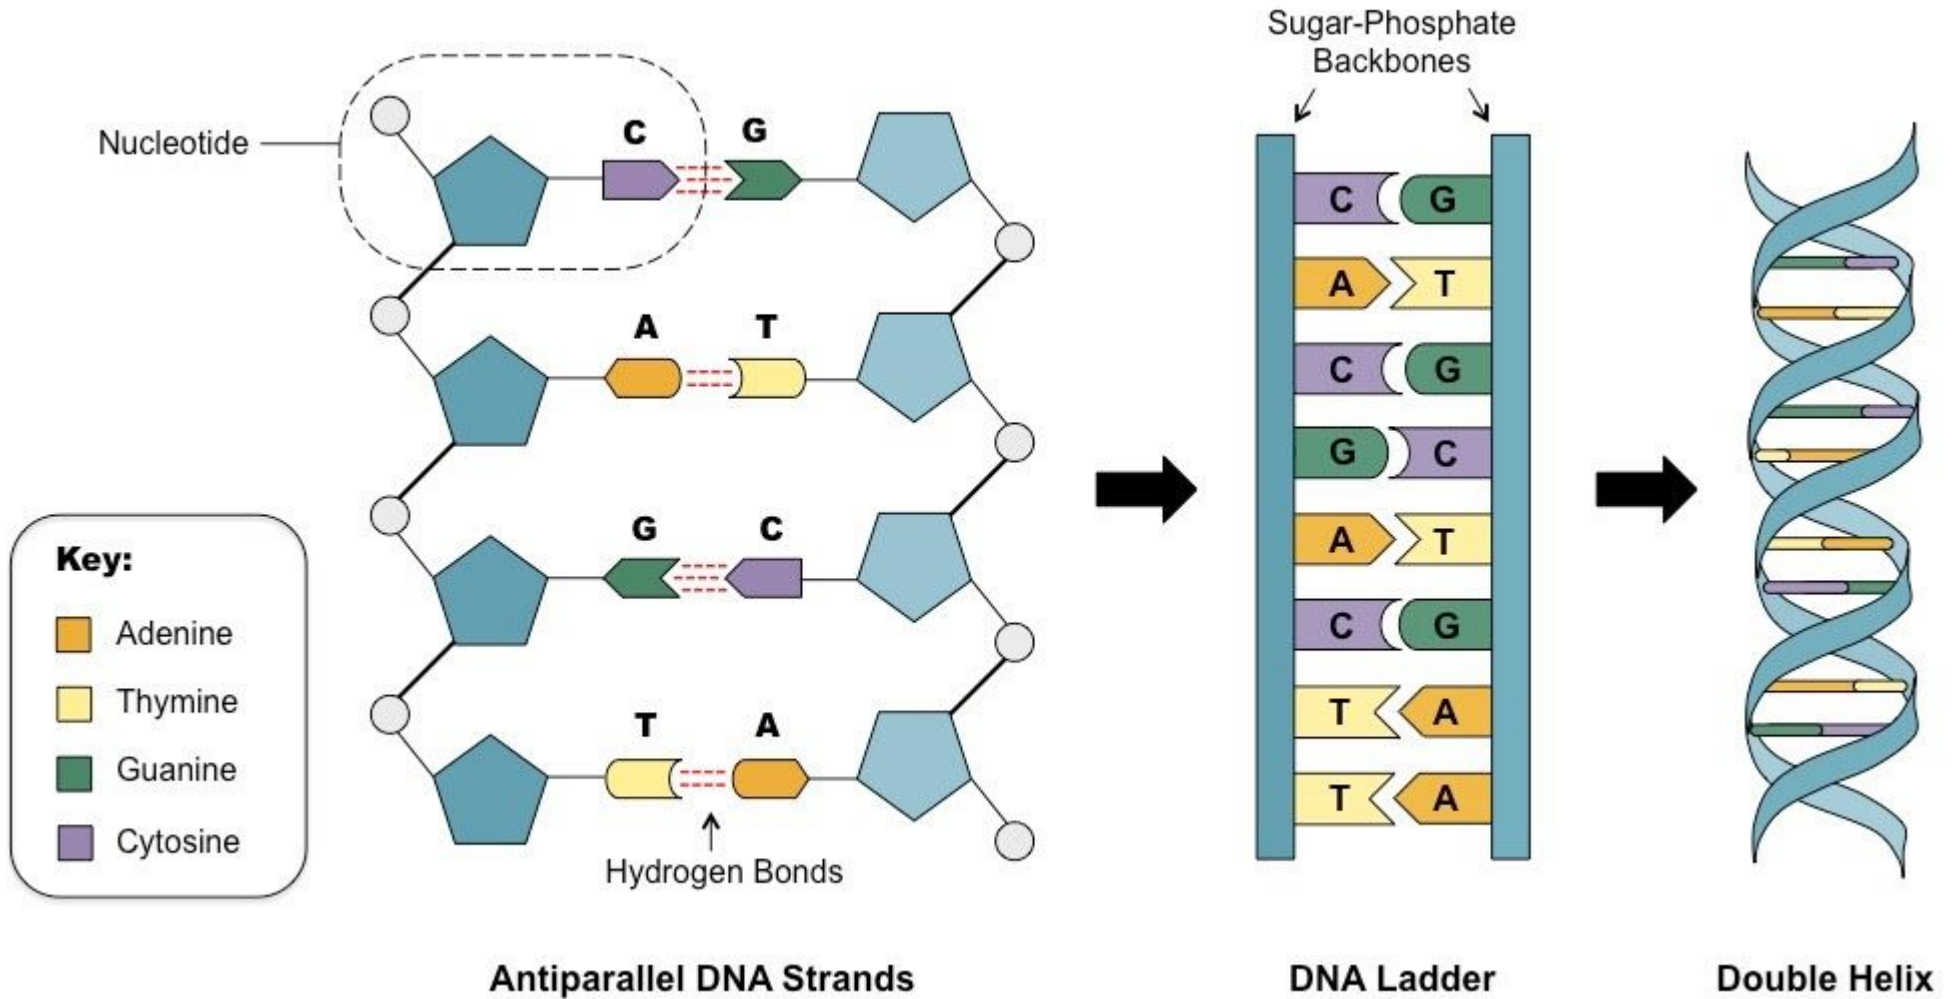 Sugar-Phosphate
Backbones
Nucleotide
C G
A T
G C
T A
Hydrogen Bonds
Key:
Adenine
Thymine
Guanine
Cytosine
C G
A T
C G
G C
A T
C G
T A
T A
Antiparallel DNA Strands
DNA Ladder
Double Helix